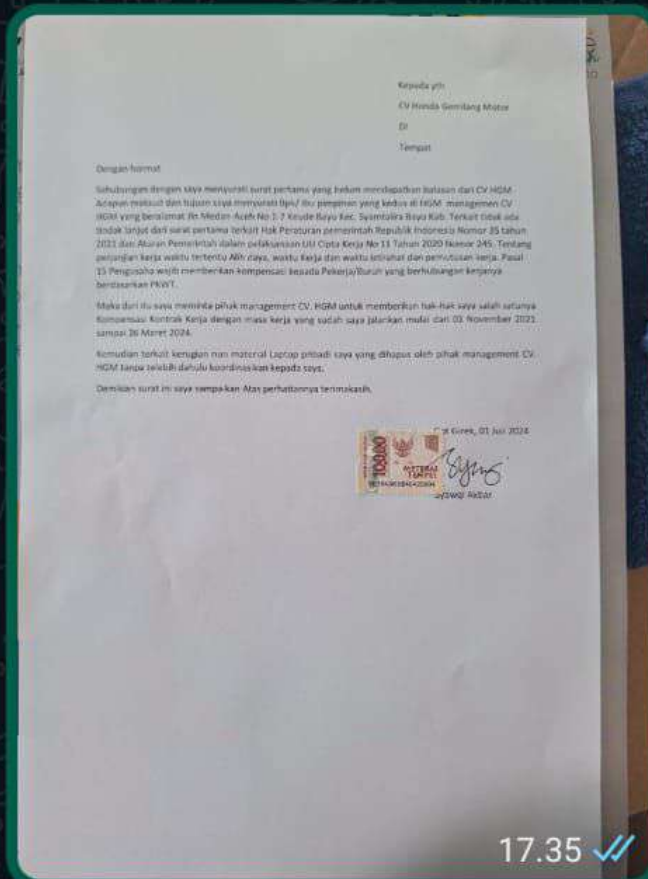 Kepada yth
CV Honda Gemilang Motor
Di
Tempat
Dengan hormat
Sehubungan dengan saya menyurati surat pertama yang belum mendapatkan balasan dari CV HGM.
Adapun maksud dan tujuan saya menyurati Bpk/ Ibu pimpinan yang kedua di HGM management CV
HGM yang beralamat Jln Medan-Aceh No 1-7 Keude Bayu Kec. Syamtalira Bayu Kab. Terkait tidak ada
tindak lanjut dari surat pertama terkait Hak Peraturan pemerintah Republik Indonesia Nomor 35 tahun
2021 dan Aturan Pemerintah dalam pelaksanaan UU Cipta Kerja No 11 Tahun 2020 Nomor 245. Tentang
perjanjian kerja waktu tertentu Alih daya, waktu Kerja dan waktu istirahat dan pemutusan kerja. Pasal
15 Pengusaha wajib memberikan kompensasi kepada Pekerja/Buruh yang berhubungan kerjanya
berdasarkan PKWT.
Maka dari itu saya meminta pihak management CV. HGM untuk memberikan hak-hak saya salah satunya
Kompensasi Kontrak Kerja dengan masa kerja yang sudah saya jalankan mulai dari 01 November 2021
sampai 26 Maret 2024.
Kemudian terkait kerugian non material Laptop pribadi saya yang dihapus oleh pihak management CV.
HGM tanpa telebih dahulu koordinasikan kepada saya.
Demikian surat ini saya sampaikan Atas perhatiannya terimakasih.
Girek, 01 Juli 2024
10000
METERAI
TEMPEL
Akbar
17.35